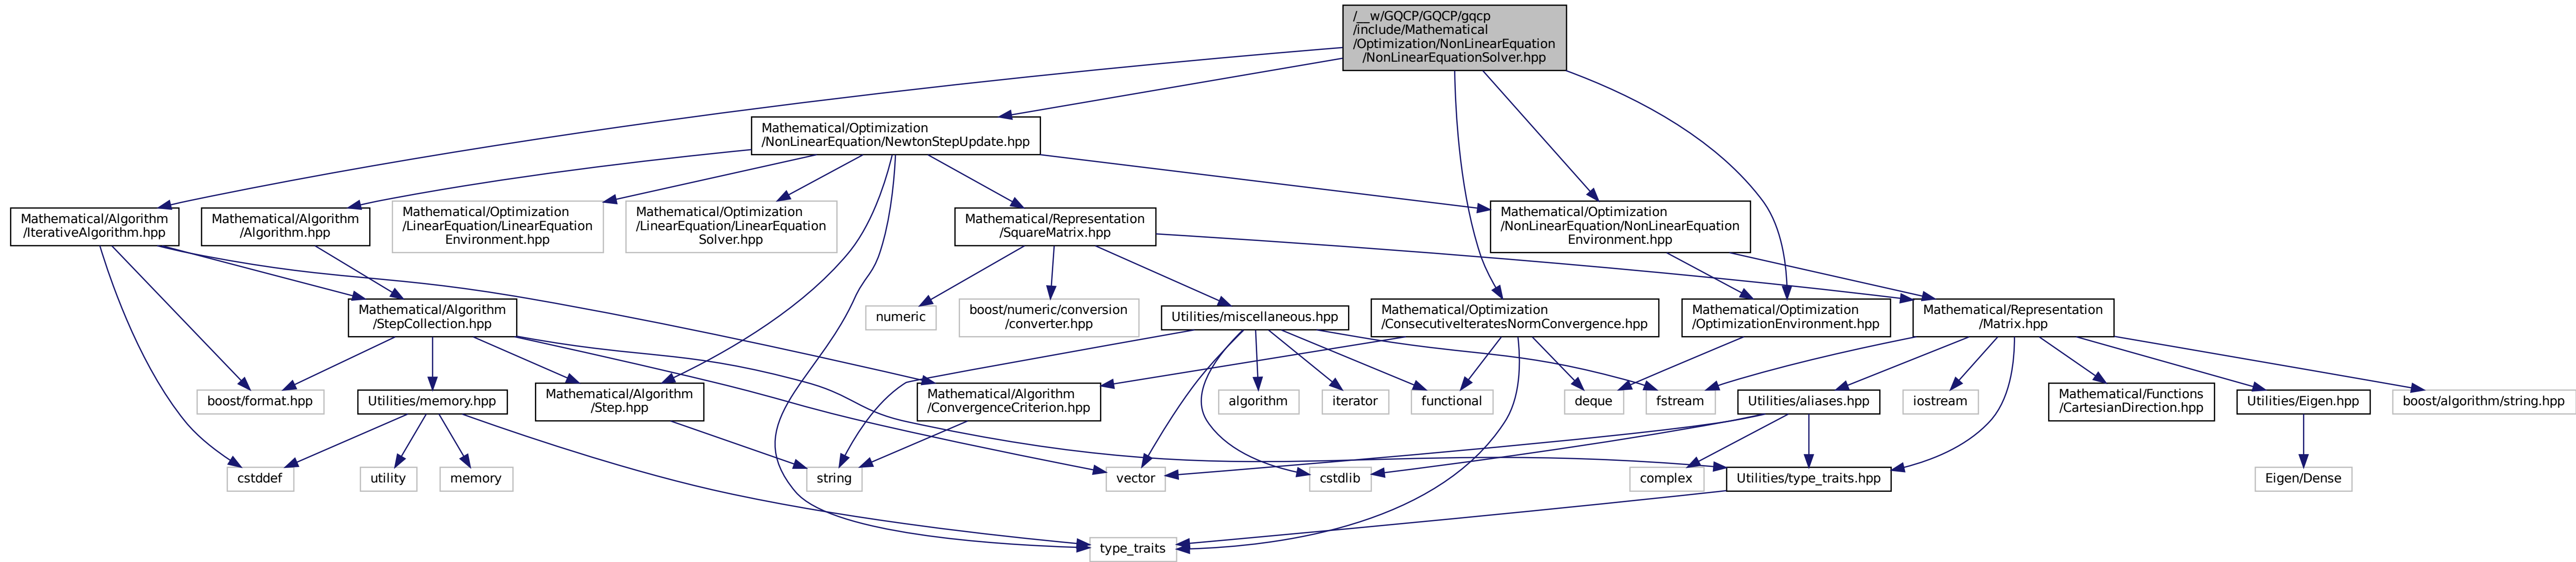 /__w/GQCP/GQCP/gqcp
/include/Mathematical
/Optimization/NonLinearEquation
/NonLinearEquationSolver.hpp
Mathematical/Optimization
/NonLinearEquation/NewtonStepUpdate.hpp
Mathematical/Algorithm
/IterativeAlgorithm.hpp
Mathematical/Algorithm
/Algorithm.hpp
Mathematical/Optimization
/LinearEquation/LinearEquation
Environment.hpp
Mathematical/Optimization
/LinearEquation/LinearEquation
Solver.hpp
Mathematical/Representation
/SquareMatrix.hpp
Mathematical/Optimization
/NonLinearEquation/NonLinearEquation
Environment.hpp
Mathematical/Algorithm
/StepCollection.hpp
numeric
boost/numeric/conversion
/converter.hpp
Utilities/miscellaneous.hpp
Mathematical/Optimization
/ConsecutiveIteratesNormConvergence.hpp
Mathematical/Optimization
/OptimizationEnvironment.hpp
Mathematical/Representation
/Matrix.hpp
boost/format.hpp
Utilities/memory.hpp
Mathematical/Algorithm
/Step.hpp
Mathematical/Algorithm
/ConvergenceCriterion.hpp
algorithm
iterator
functional
deque
fstream
Utilities/aliases.hpp
iostream
Mathematical/Functions
/CartesianDirection.hpp
Utilities/Eigen.hpp
boost/algorithm/string.hpp
cstddef
utility
memory
string
vector
cstdlib
complex
Utilities/type_traits.hpp
Eigen/Dense
type_traits